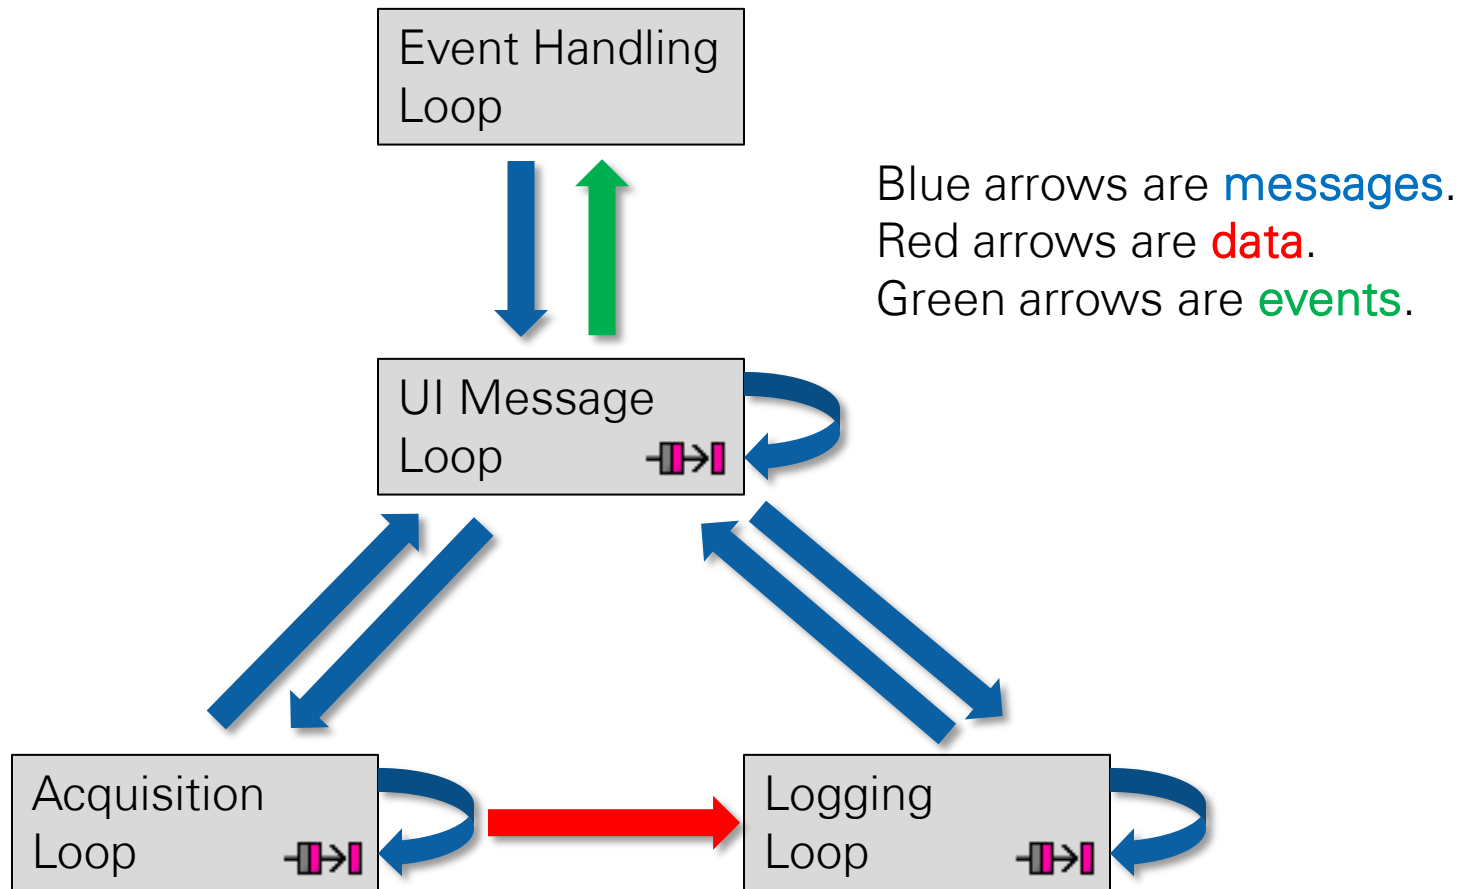 Event Handling
Loop
Blue arrows are messages.
Red arrows are data.
Green arrows are events.
UI Message
Loop
Acquisition
Loop
Logging
Loop